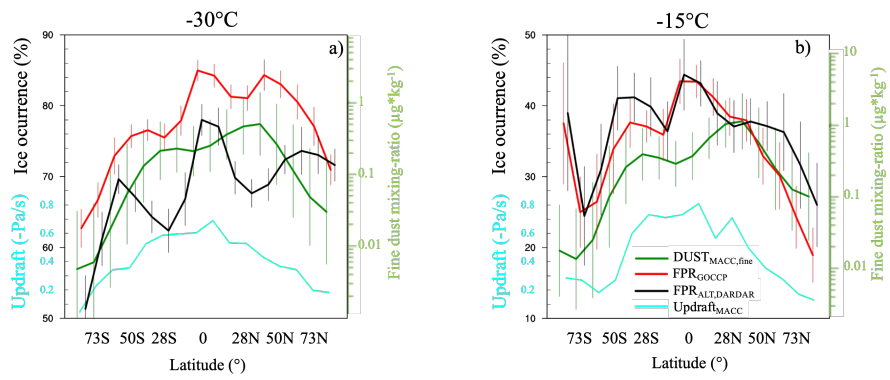 -30°C
-15°C
a)
b)
Ice ocurrence (%)
Updraft (-Pa/s)
90
80
70
60
50
0.8
0.6
0.4
0.2
1
0.1
0.01
Fine dust mixing-ratio (µg*kg-1)
73S 50S 28S 0 28N 50N 73N
Latitude (°)
Ice ocurrence (%)
Updraft (-Pa/s)
50
40
30
20
10
0.8
0.6
0.4
0.2
10
1
0.1
0.01
Fine dust mixing-ratio (µg*kg-1)
DUSTMACC,fine
FPRGOCCP
FPRALT,DARDAR
UpdraftMACC
73S 50S 28S 0 28N 50N 73N
Latitude (°)